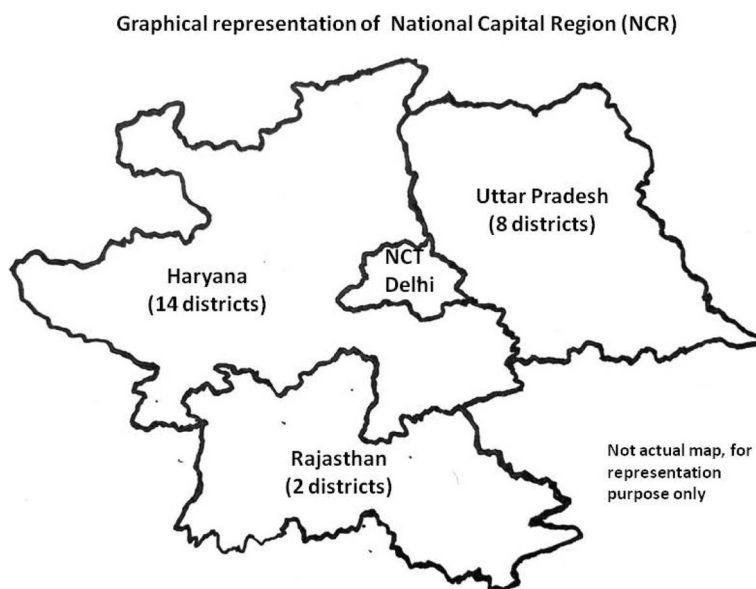 Graphical representation of National Capital Region (NCR)
Uttar Pradesh
(8 districts)
NCT
Delhi
Haryana
(14 districts)
Rajasthan
(2 districts)
Not actual map, for
representation
purpose only